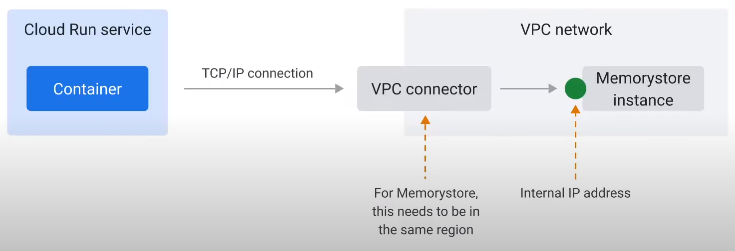 Cloud Run service
Container
TCP/IP connection
VPC network
VPC connector
Memorystore
instance
For Memorystore,
this needs to be in
the same region
Internal IP address